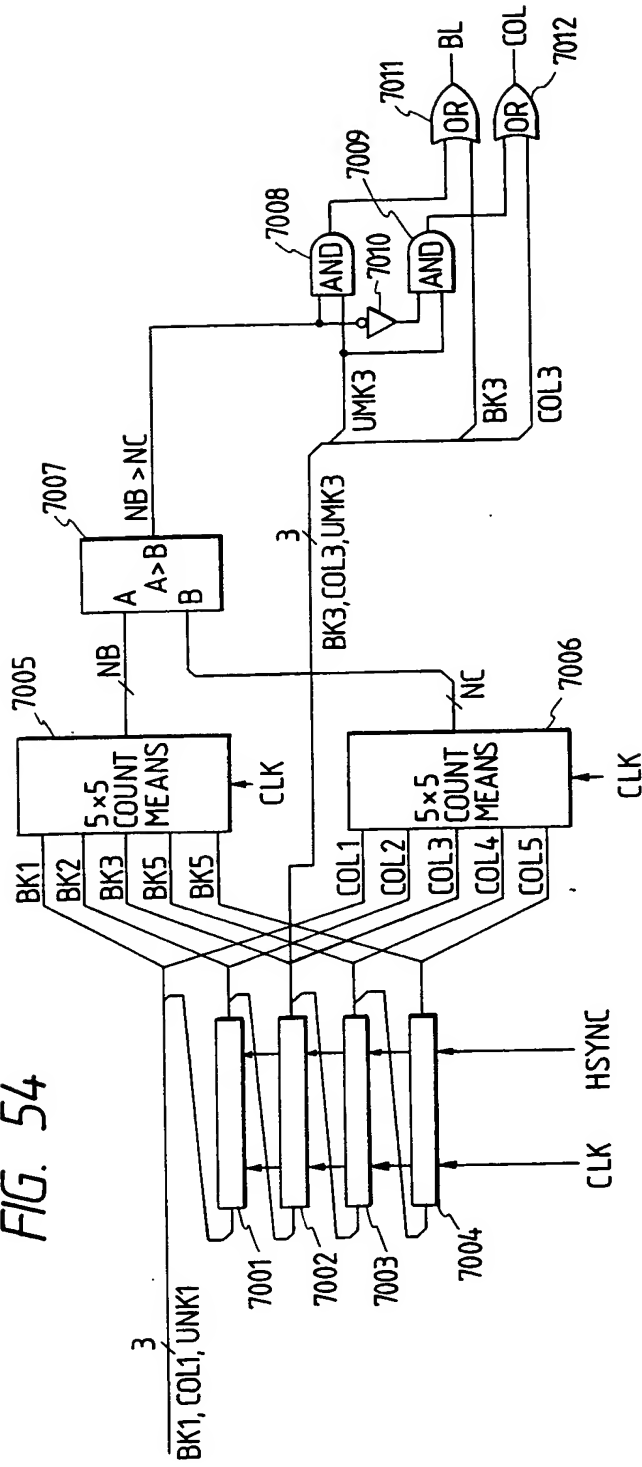 FIG. 54
3
BK1, COL1, UNK1
7001
7002
7003
7004
CLK
HSYNC
BK1
BK2
BK3
BK5
BK5
7005
5×5
COUNT
MEANS
CLK
NB
COL1
COL2
COL3
COL4
COL5
5×5
COUNT
MEANS
7006
CLK
NC
7007
A
A>B
B
NB >NC
3
BK3, COL3, UMK3
UMK3
BK3
COL3
7008
AND
7009
AND
7010
7011
OR
BL
OR
COL
7012